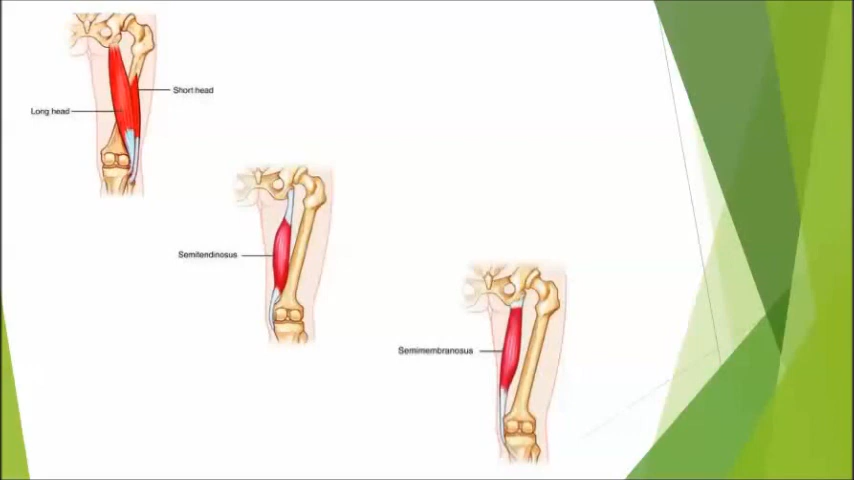 Short head
Long head
Semitendinosus
Semimembranosus